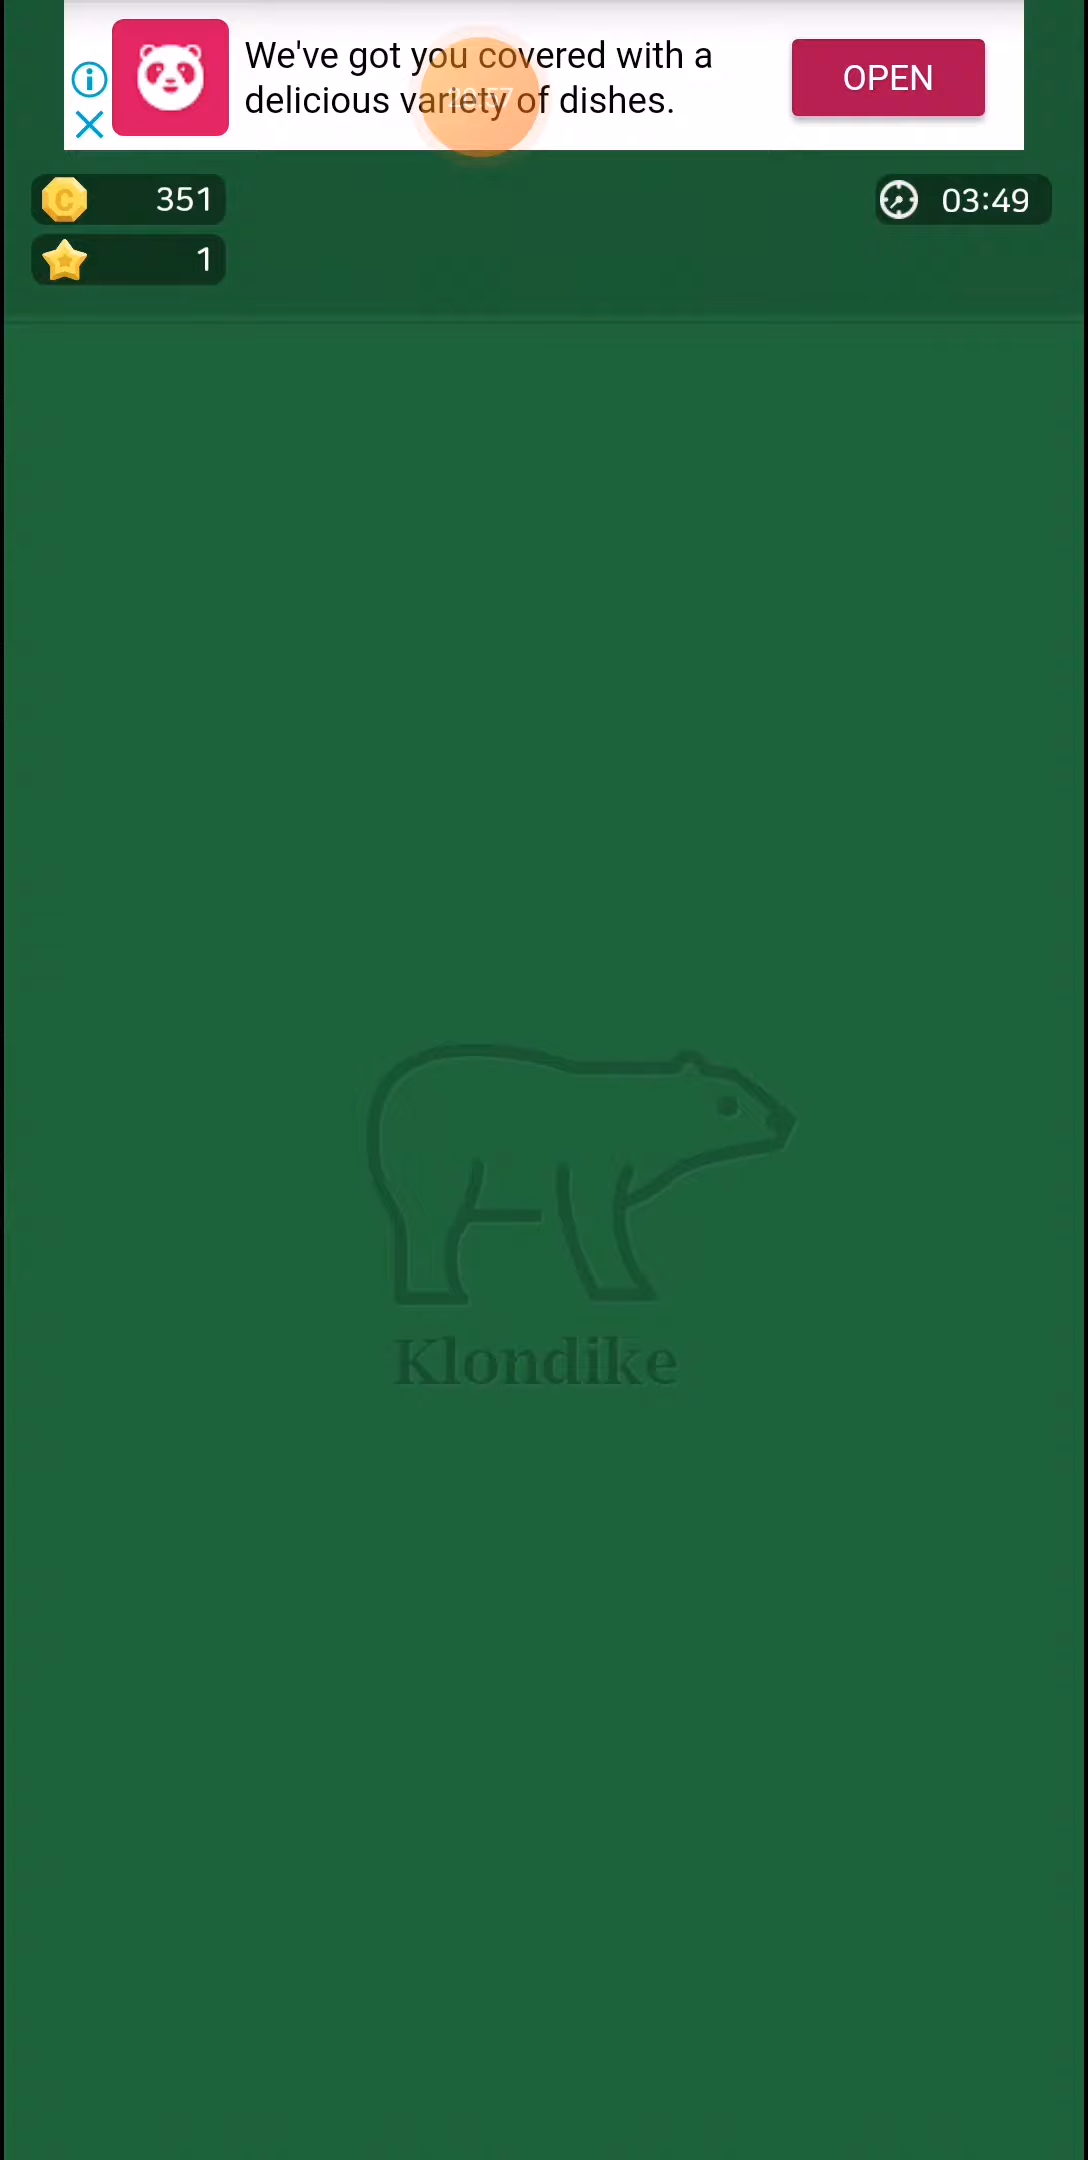 We've got you covered with a
delicious variety of dishes.
OPEN
C 351
03:49
1
Klondike